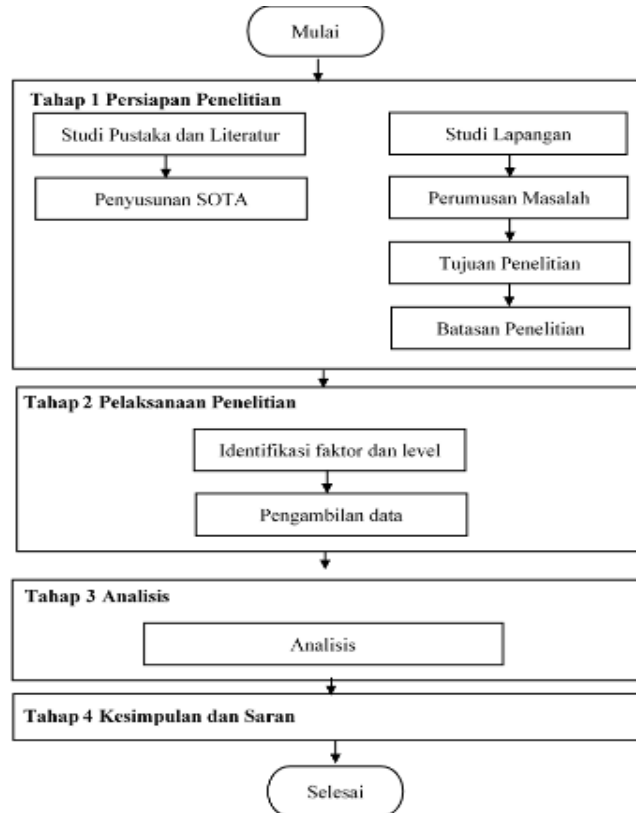 Mulai
Tahap 1 Persiapan Penelitian
Studi Pustaka dan Literatur
Penyusunan SOTA
Studi Lapangan
Perumusan Masalah
Tujuan Penelitian
Batasan Penelitian
Tahap 2 Pelaksanaan Penelitian
Identifikasi faktor dan level
Pengambilan data
Tahap 3 Analisis
Analisis
Tahap 4 Kesimpulan dan Saran
Selesai